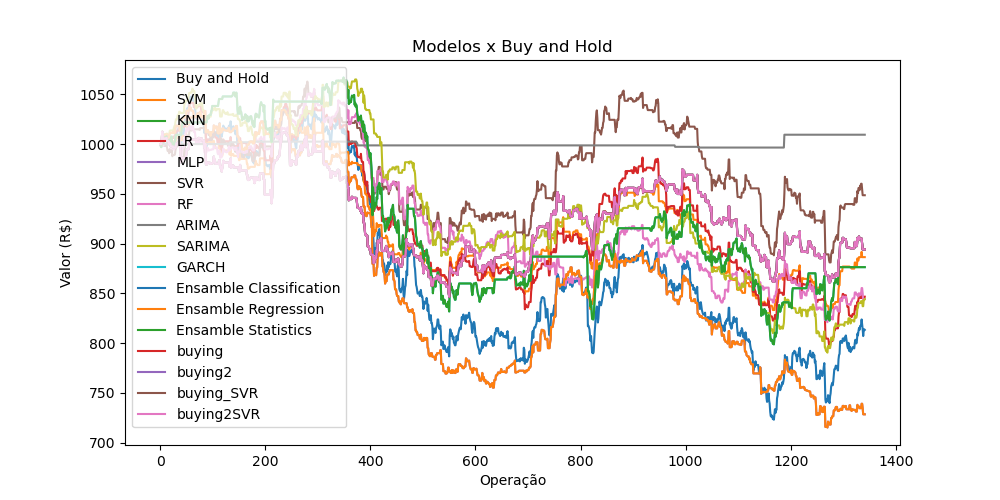 Modelos x Buy and Hold
Valor (R$)
1050
1000
950
900
850
800
750
700
Buy and Hold
SVM
KNN
LR
MLP
SVR
RF
ARIMA
SARIMA
GARCH
Ensamble Classification
Ensamble Regression
Ensamble Statistics
buying
buying2
buying_SVR
buying2SVR
0 200 400 600 800 1000 1200 1400
Operação